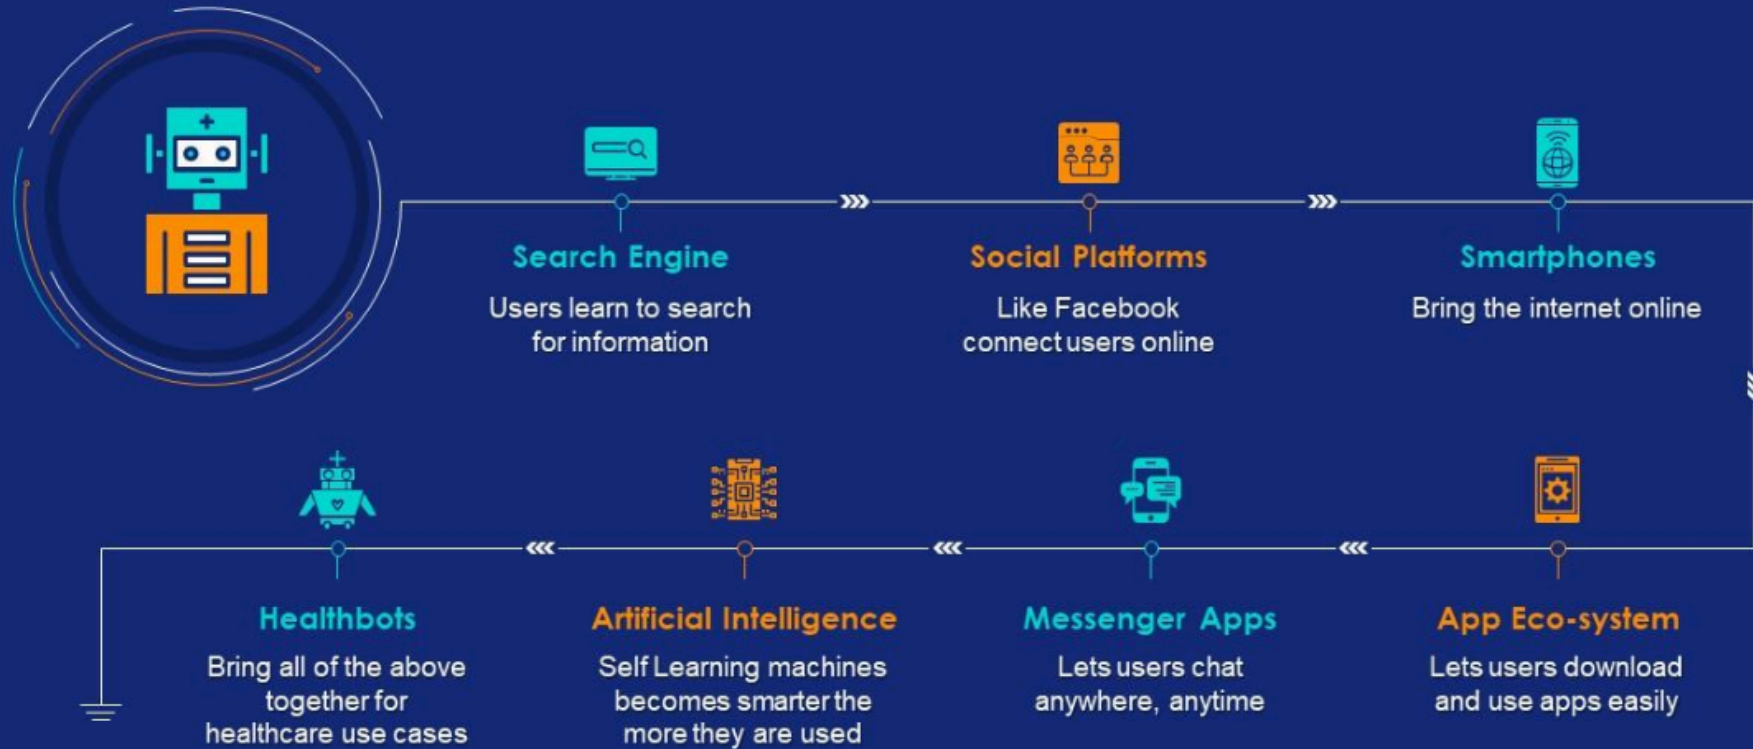 Search Engine
Users learn to search
for information
Social Platforms
Like Facebook
connect users online
Smartphones
Bring the internet online
App Eco-system
Lets users download
and use apps easily
Messenger Apps
Lets users chat
anywhere, anytime
Artificial Intelligence
Self Learning machines
becomes smarter the
more they are used
Healthbots
Bring all of the above
together for
healthcare use cases